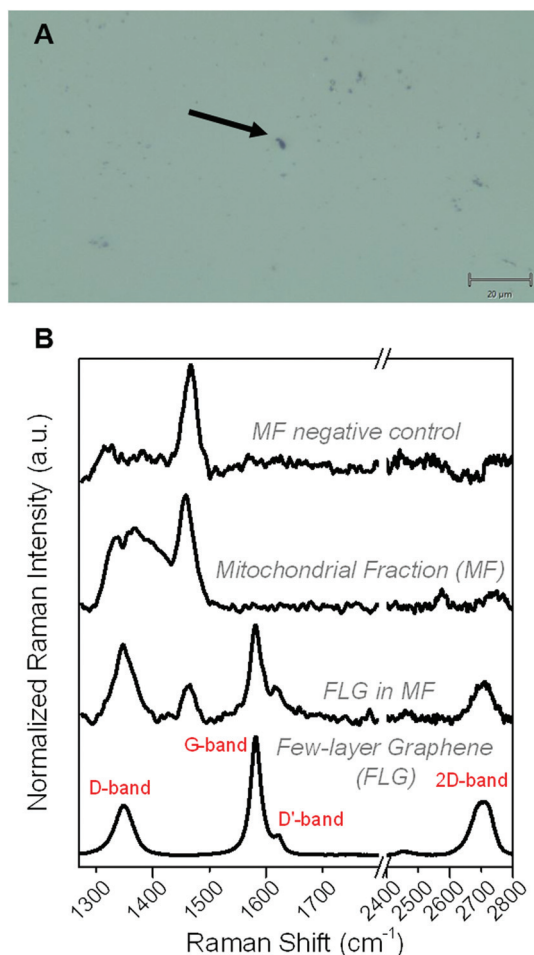 A
20 µm
B
MF negative control
Mitochondrial Fraction (MF)
FLG in MF
Few-layer Graphene
(FLG)
G-band
D-band
D'-band
2D-band
Normalized Raman Intensity (a.u.)
1300 1400 1500 1600 1700 2400 2500 2600 2700 2800
Raman Shift (cm⁻¹)